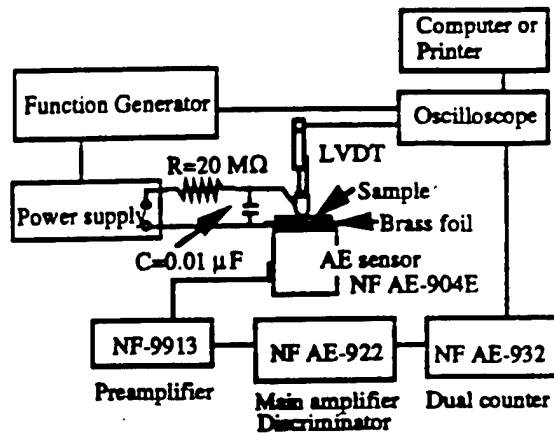 Computer or
Printer
Function Generator
Oscilloscope
LVDT
R=20 MΩ
Sample
Power supply
Brass foil
C=0.01 µF
AE sensor
NF AE-904E
NF-9913
NF AE-922
NF AE-932
Preamplifier
Main amplifier
Discriminator
Dual counter